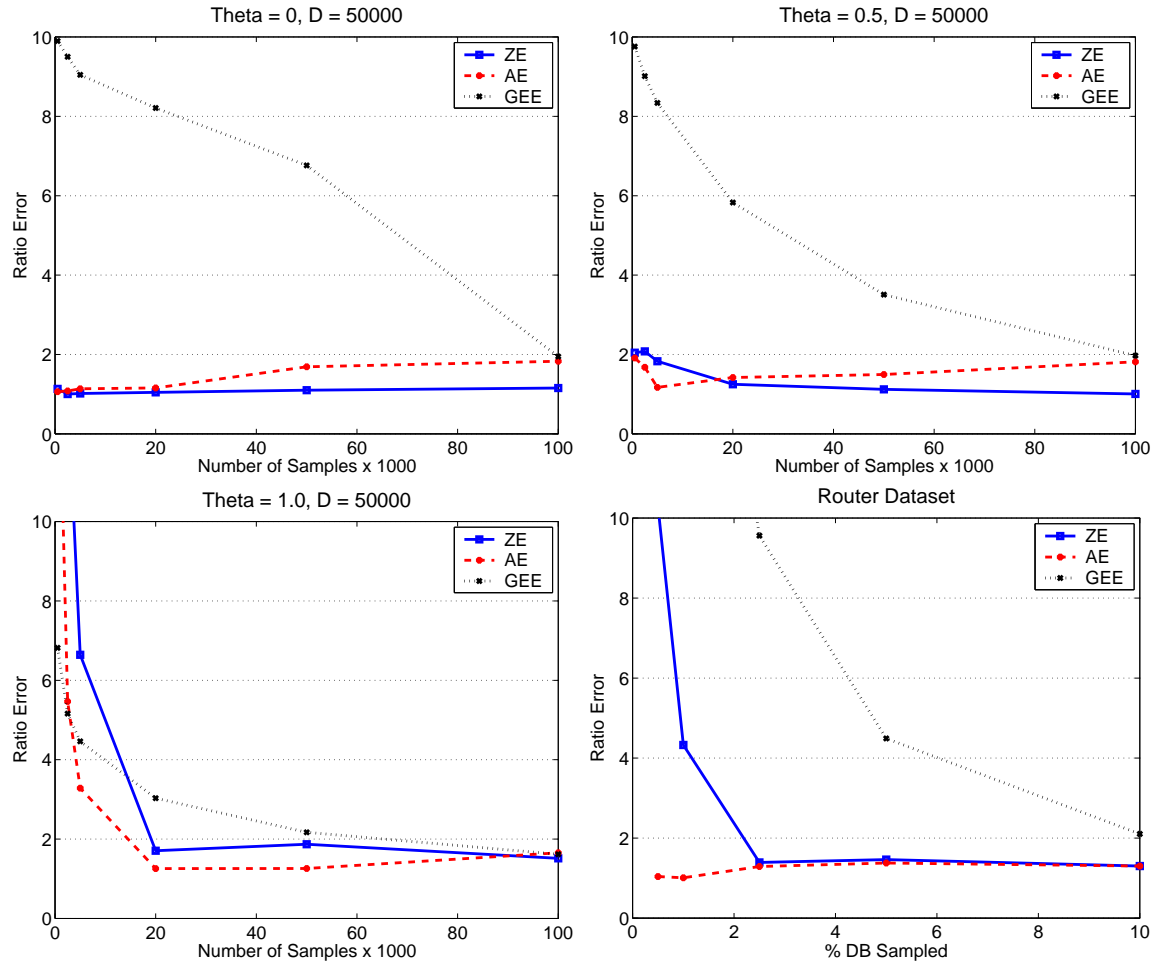 Theta = 0, D = 50000
10
8
6
4
2
0
Ratio Error
ZE
AE
GEE
0 20 40 60 80 100
Number of Samples x 1000
Theta = 0.5, D = 50000
10
8
6
4
2
0
Ratio Error
ZE
AE
GEE
0 20 40 60 80 100
Number of Samples x 1000
Theta = 1.0, D = 50000
10
8
6
4
2
0
Ratio Error
ZE
AE
GEE
0 20 40 60 80 100
Number of Samples x 1000
Router Dataset
10
8
6
4
2
0
Ratio Error
ZE
AE
GEE
0 2 4 6 8 10
% DB Sampled